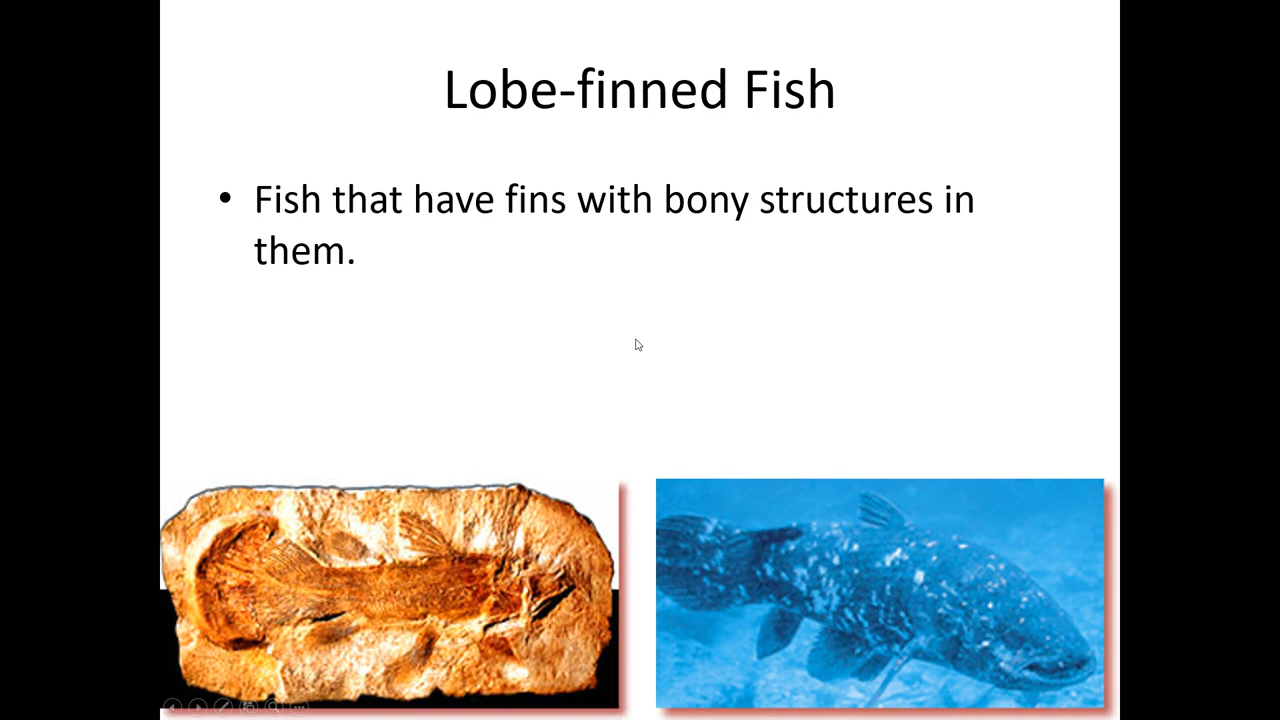 Lobe-finned Fish
• Fish that have fins with bony structures in
them.